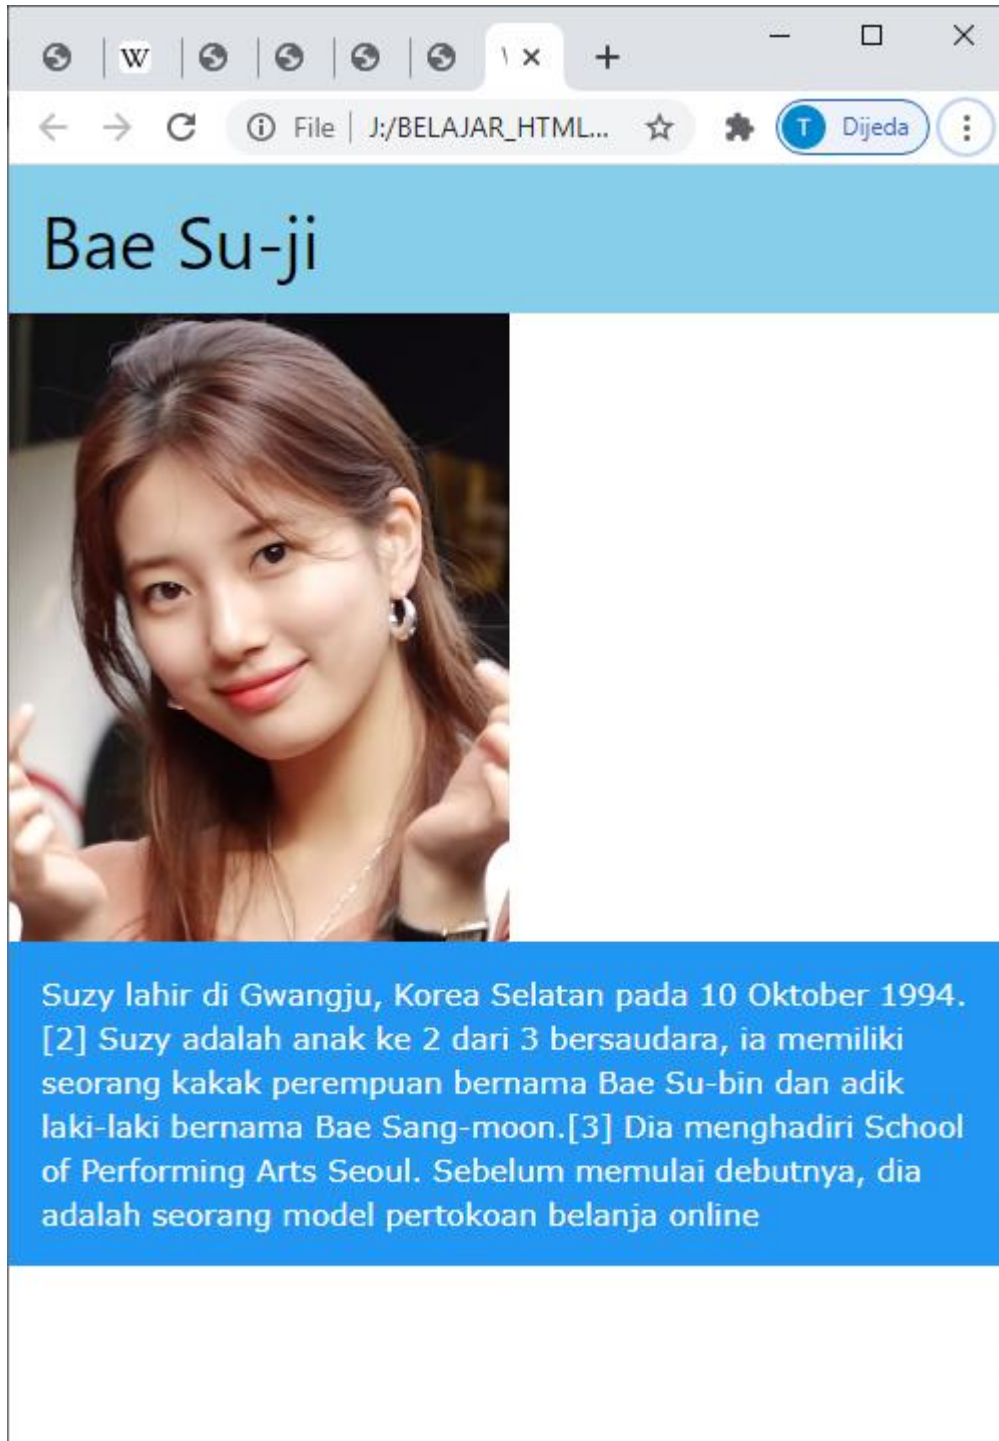 W
File | J:/BELAJAR_HTML...
T Dijeda
Bae Su-ji
Suzy lahir di Gwangju, Korea Selatan pada 10 Oktober 1994.
[2] Suzy adalah anak ke 2 dari 3 bersaudara, ia memiliki
seorang kakak perempuan bernama Bae Su-bin dan adik
laki-laki bernama Bae Sang-moon.[3] Dia menghadiri School
of Performing Arts Seoul. Sebelum memulai debutnya, dia
adalah seorang model pertokoan belanja online